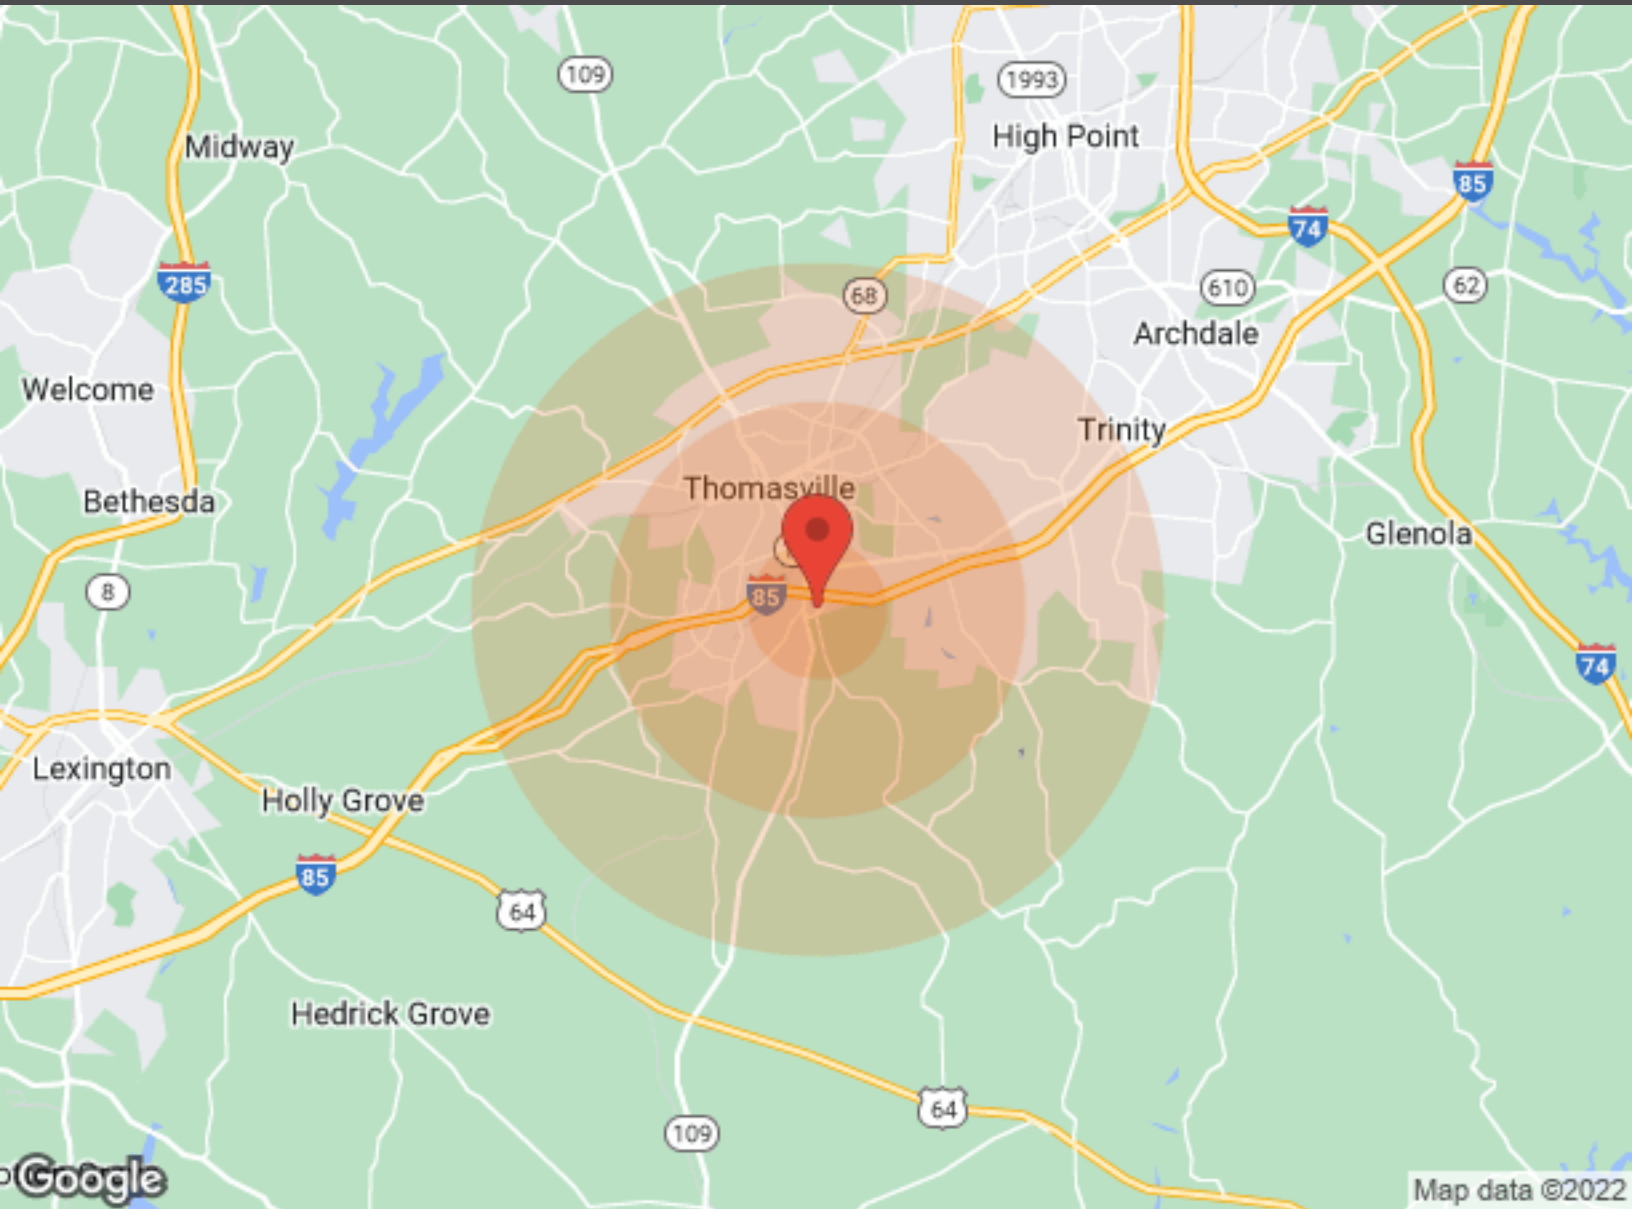 109
1993
High Point
Midway
85
74
285
68
610
62
Archdale
Welcome
Trinity
Thomasville
Bethesda
Glenola
8
85
74
Lexington
Holly Grove
85
64
Hedrick Grove
64
109
Google
Map data ©2022